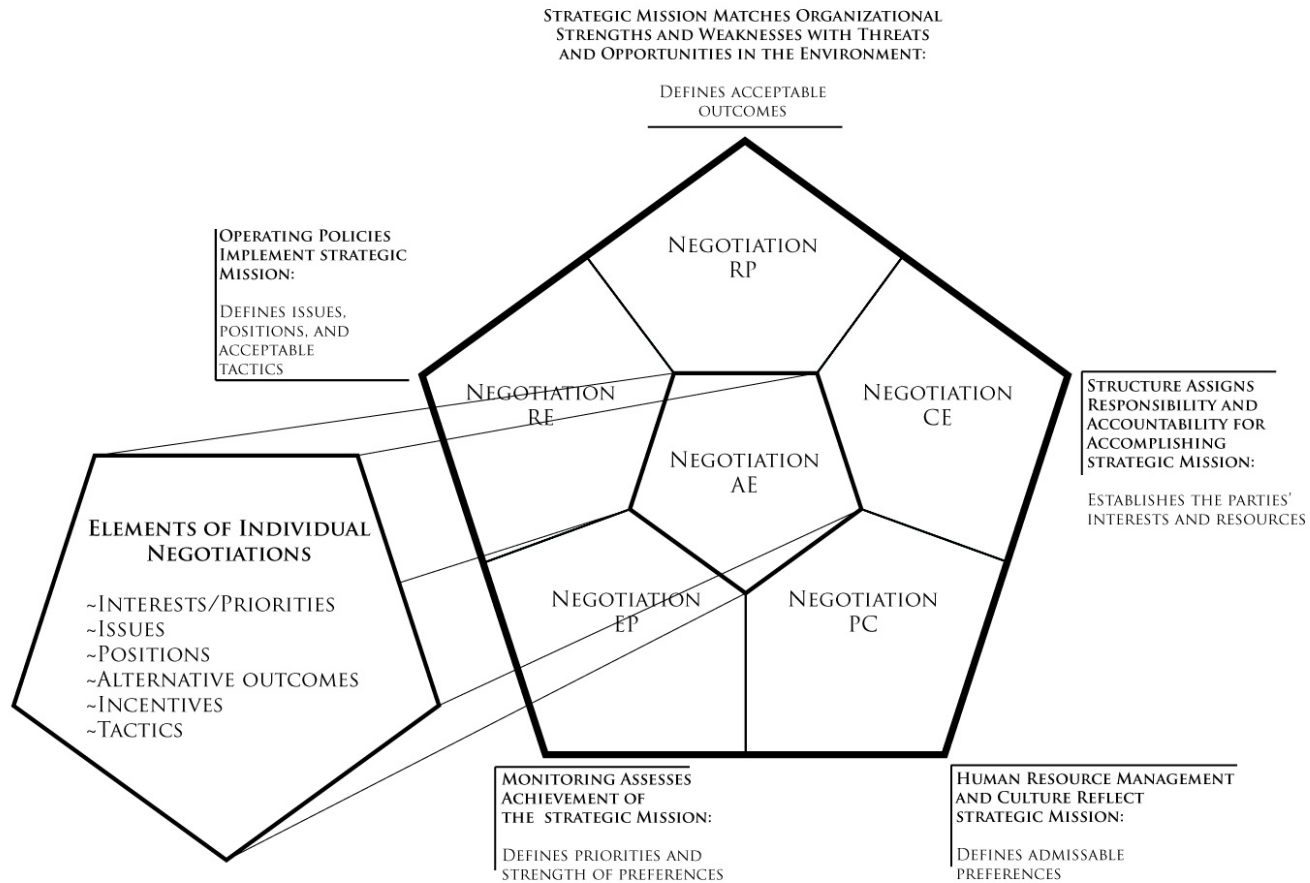 Strategic Mission Matches Organizational
Strengths and Weaknesses with Threats
and Opportunities in the Environment:
Defines acceptable
outcomes
Operating Policies
Implement strategic
Mission:
Defines issues,
positions, and
acceptable
tactics
Negotiation
RP
Negotiation
RE
Negotiation
CE
Negotiation
AE
Negotiation
EP
Negotiation
PC
Structure Assigns
Responsibility and
Accountability for
Accomplishing
strategic Mission:
Establishes the parties'
interests and resources
Elements of Individual
Negotiations
~Interests/Priorities
~Issues
~Positions
~Alternative outcomes
~Incentives
~Tactics
Monitoring Assesses
Achievement of
the strategic Mission:
Defines priorities and
strength of preferences
Human Resource Management
and Culture Reflect
strategic Mission:
Defines admissable
preferences